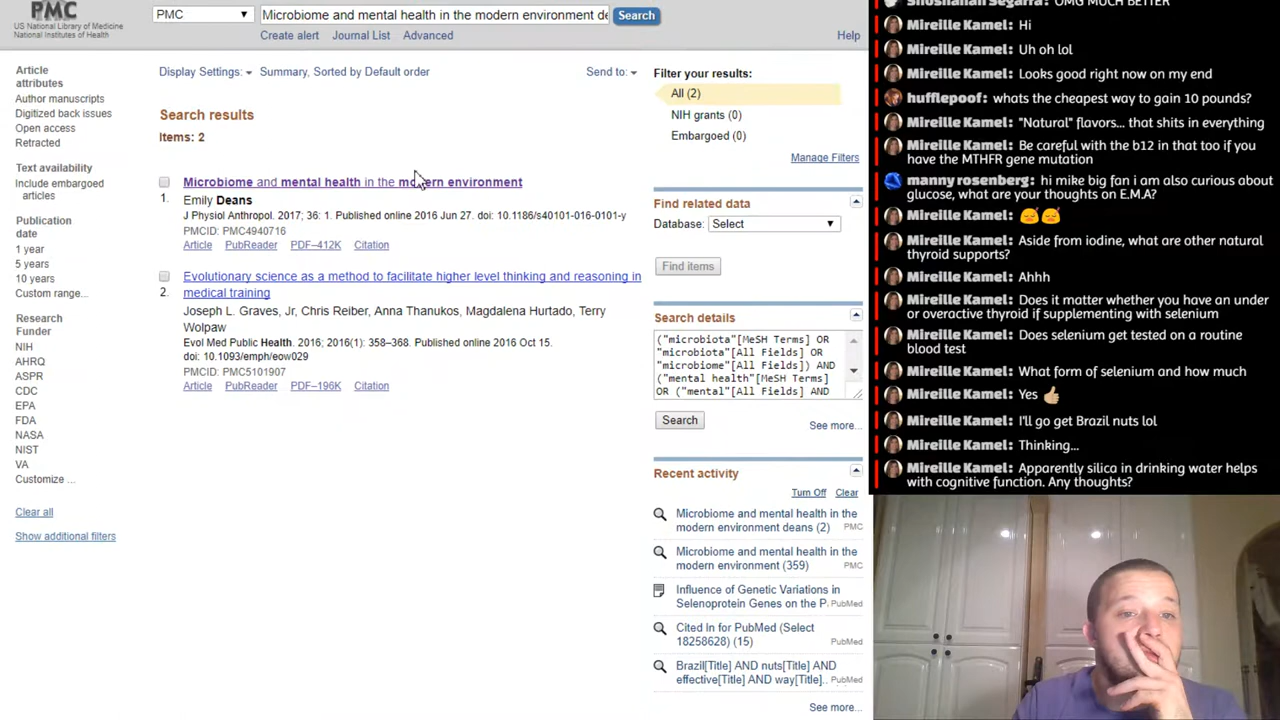 PMC
US National Library of Medicine
National Institutes of Health
PMC
Microbiome and mental health in the modern environment de
Search
Create alert
Journal List
Advanced
Help
Article
attributes
Author manuscripts
Digitized back issues
Open access
Retracted
Text availability
Include embargoed
articles
Publication
date
1 year
5 years
10 years
Custom range...
Research
Funder
NIH
AHRQ
ASPR
CDC
EPA
FDA
NASA
NIST
VA
Customize ...
Clear all
Show additional filters
Display Settings:
Summary, Sorted by Default order
Send to:
Search results
Items: 2
Microbiome and mental health in the modern environment
1.
Emily Deans
J Physiol Anthropol. 2017; 36: 1. Published online 2016 Jun 27. doi: 10.1186/s40101-016-0101-y
PMCID: PMC4940716
Article
PubReader
PDF–412K
Citation
Evolutionary science as a method to facilitate higher level thinking and reasoning in
2.
medical training
Joseph L. Graves, Jr, Chris Reiber, Anna Thanukos, Magdalena Hurtado, Terry
Wolpaw
Evol Med Public Health. 2016; 2016(1): 358–368. Published online 2016 Oct 15.
doi: 10.1093/emph/eow029
PMCID: PMC5101907
Article
PubReader
PDF–196K
Citation
Filter your results:
All (2)
NIH grants (0)
Embargoed (0)
Manage Filters
Find related data
Database:
Select
Find items
Search details
("microbiota"[MeSH Terms] OR
"microbiota"[All Fields] OR
"microbiome"[All Fields]) AND
("mental health"[MeSH Terms]
OR ("mental"[All Fields] AND
Search
See more...
Recent activity
Turn Off
Clear
Microbiome and mental health in the
modern environment deans (2)
PMC
Microbiome and mental health in the
modern environment (359)
PMC
Influence of Genetic Variations in
Selenoprotein Genes on the P.
PubMed
Cited In for PubMed (Select
18258628) (15)
PubMed
Brazil[Title] AND nuts[Title] AND
effective[Title] AND way[Title]..
PubMed
See more...
Shoshanah Segarra: OMG MUCH BETTER
Mireille Kamel: Hi
Mireille Kamel: Uh oh lol
Mireille Kamel: Looks good right now on my end
hufflepoof: whats the cheapest way to gain 10 pounds?
Mireille Kamel: "Natural" flavors... that shits in everything
Mireille Kamel: Be careful with the b12 in that too if
you have the MTHFR gene mutation
manny rosenberg: hi mike big fan i am also curious about
glucose, what are your thoughts on E.M.A?
Mireille Kamel:
Mireille Kamel: Aside from iodine, what are other natural
thyroid supports?
Mireille Kamel: Ahhh
Mireille Kamel: Does it matter whether you have an under
or overactive thyroid if supplementing with selenium
Mireille Kamel: Does selenium get tested on a routine
blood test
Mireille Kamel: What form of selenium and how much
Mireille Kamel: Yes
Mireille Kamel: I'll go get Brazil nuts lol
Mireille Kamel: Thinking...
Mireille Kamel: Apparently silica in drinking water helps
with cognitive function. Any thoughts?